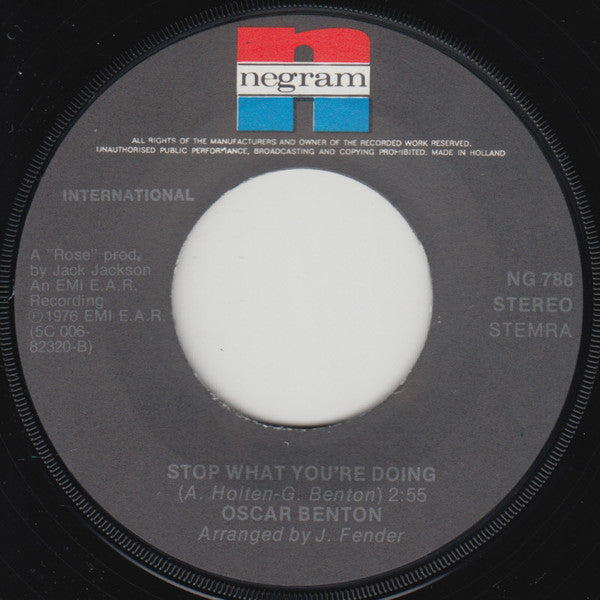 negram
ALL RIGHTS OF THE MANUFACTURERS AND OWNER OF THE RECORDED WORK RESERVED.
UNAUTHORISED PUBLIC PERFORMANCE, BROADCASTING AND COPYING PROHIBITED. MADE IN HOLLAND
INTERNATIONAL
A "Rose" prod.
by Jack Jackson
An EMI E.A.R.
Recording
Ⓟ1976 EMI E.A.R.
(5C 006-
82320-B)
NG 788
STEREO
STEMRA
STOP WHAT YOU'RE DOING
(A. Holten-G. Benton) 2:55
OSCAR BENTON
Arranged by J. Fender